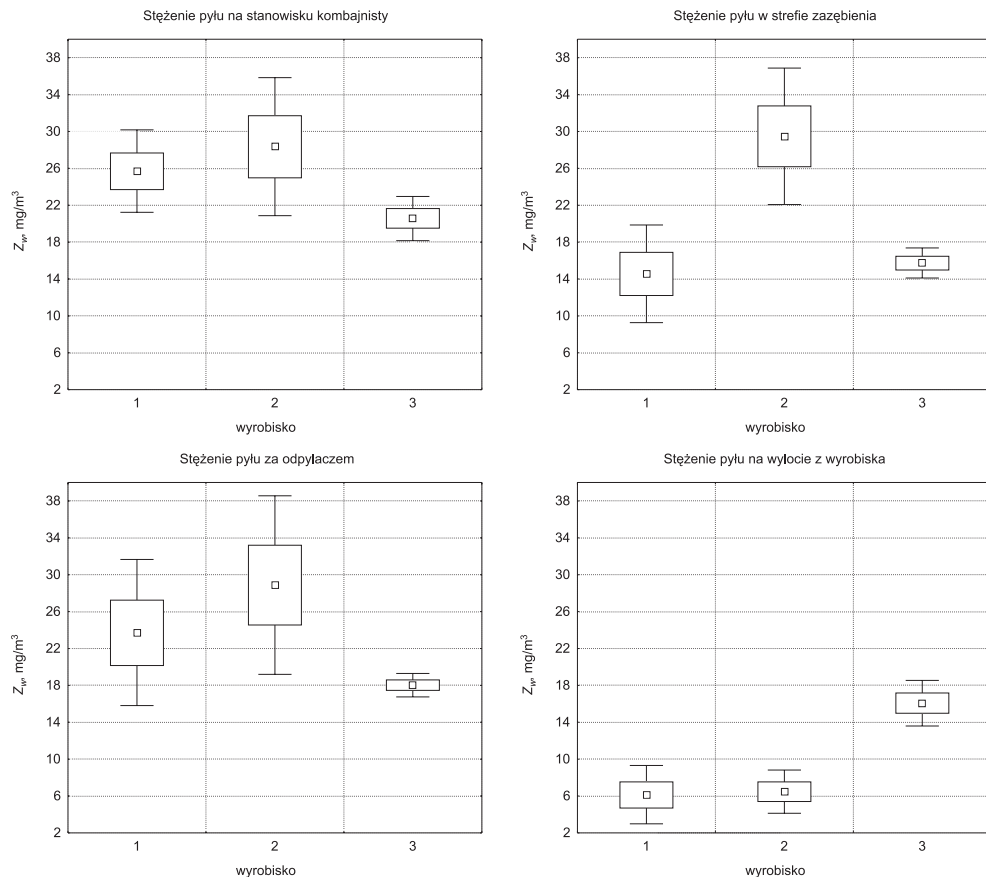 Stężenie pyłu na stanowisku kombajnisty
38
34
30
26
22
18
14
10
6
2
Zw, mg/m³
1 2 3
wyrobisko
Stężenie pyłu w strefie zazębienia
38
34
30
26
22
18
14
10
6
2
Zw, mg/m³
1 2 3
wyrobisko
Stężenie pyłu za odpylaczem
38
34
30
26
22
18
14
10
6
2
Zw, mg/m³
1 2 3
wyrobisko
Stężenie pyłu na wylocie z wyrobiska
38
34
30
26
22
18
14
10
6
2
Zw, mg/m³
1 2 3
wyrobisko